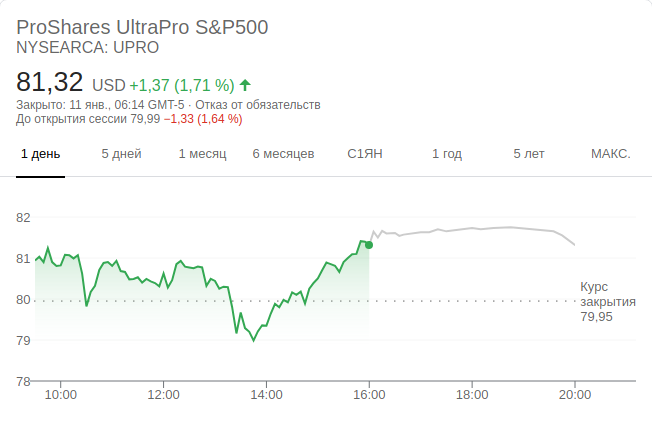 ProShares UltraPro S&P500
NYSEARCA: UPRO
81,32 USD +1,37 (1,71 %)
Закрыто: 11 янв., 06:14 GMT-5 · Отказ от обязательств
До открытия сессии 79,99 −1,33 (1,64 %)
1 день 5 дней 1 месяц 6 месяцев С1ЯН 1 год 5 лет МАКС.
82
81
80
79
78
Курс
закрытия
79,95
10:00 12:00 14:00 16:00 18:00 20:00